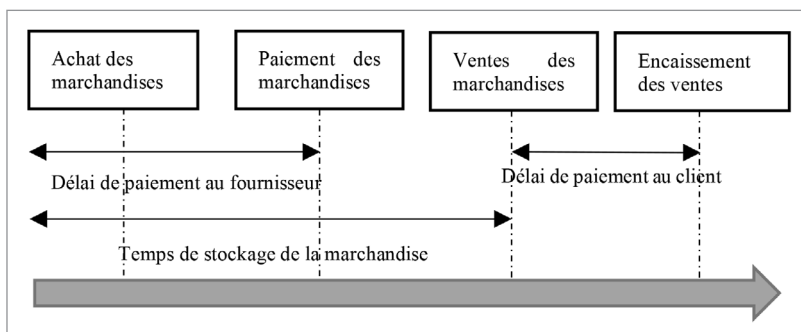 Achat des
marchandises
Paiement des
marchandises
Ventes des
marchandises
Encaissement
des ventes
Délai de paiement au fournisseur
Délai de paiement au client
Temps de stockage de la marchandise